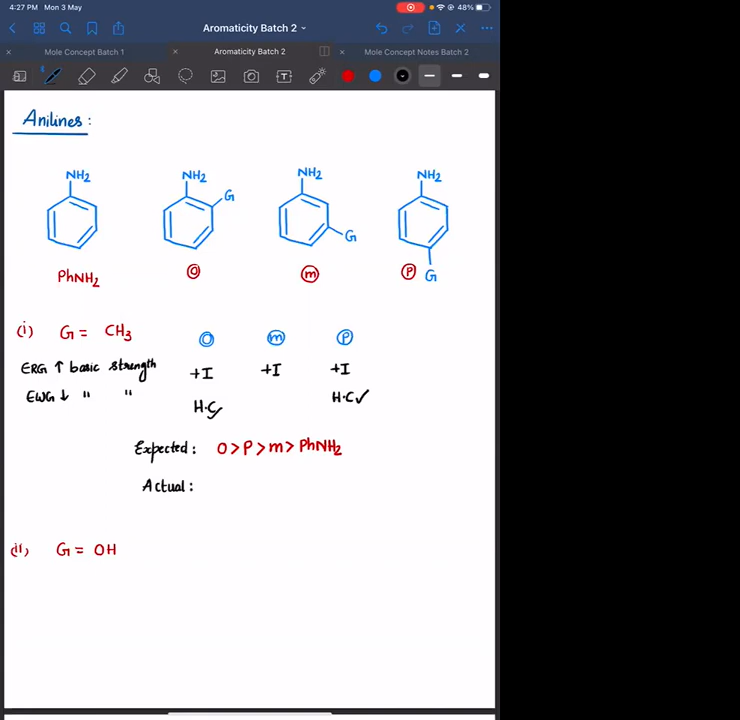 4:27 PM Mon 3 May
48%
Aromaticity Batch 2
Mole Concept Batch 1
Aromaticity Batch 2
Mole Concept Notes Batch 2
Anilines:
NH2 NH2 NH2 NH2
G
G
PhNH2 O m P G
(i) G = CH3 O m P
ERG ↑ basic strength +I +I +I
EWG ↓ " " H.C✓ H.C✓
Expected: O > P > m > PhNH2
Actual:
(ii) G = OH